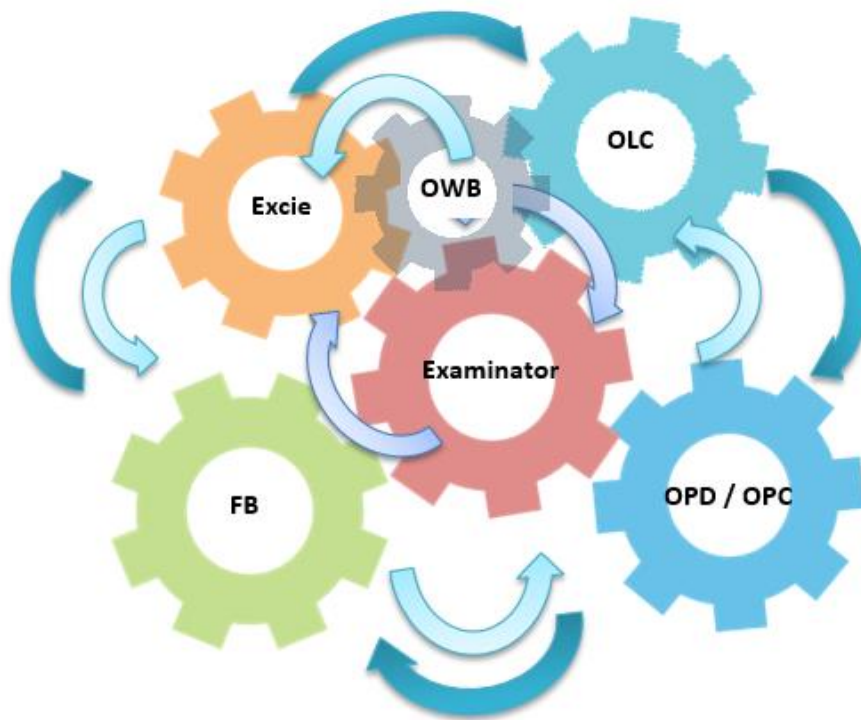 OLC
OWB
Excie
Examinator
FB
OPD / OPC